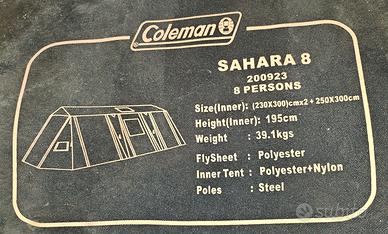 Coleman
SAHARA 8
200923
8 PERSONS
Size(Inner): (230X300)cmx2 + 250X300cm
Height(Inner): 195cm
Weight : 39.1kgs
FlySheet : Polyester
Inner Tent : Polyester+Nylon
Poles : Steel
subito